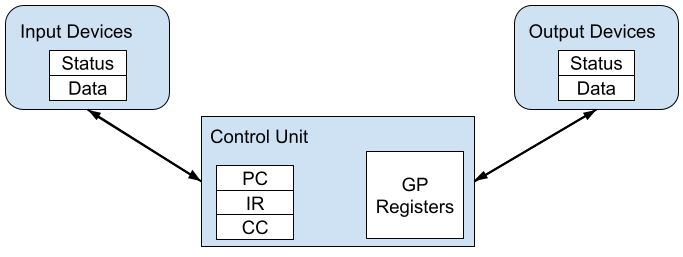 Input Devices
Status
Data
Output Devices
Status
Data
Control Unit
PC
IR
CC
GP
Registers